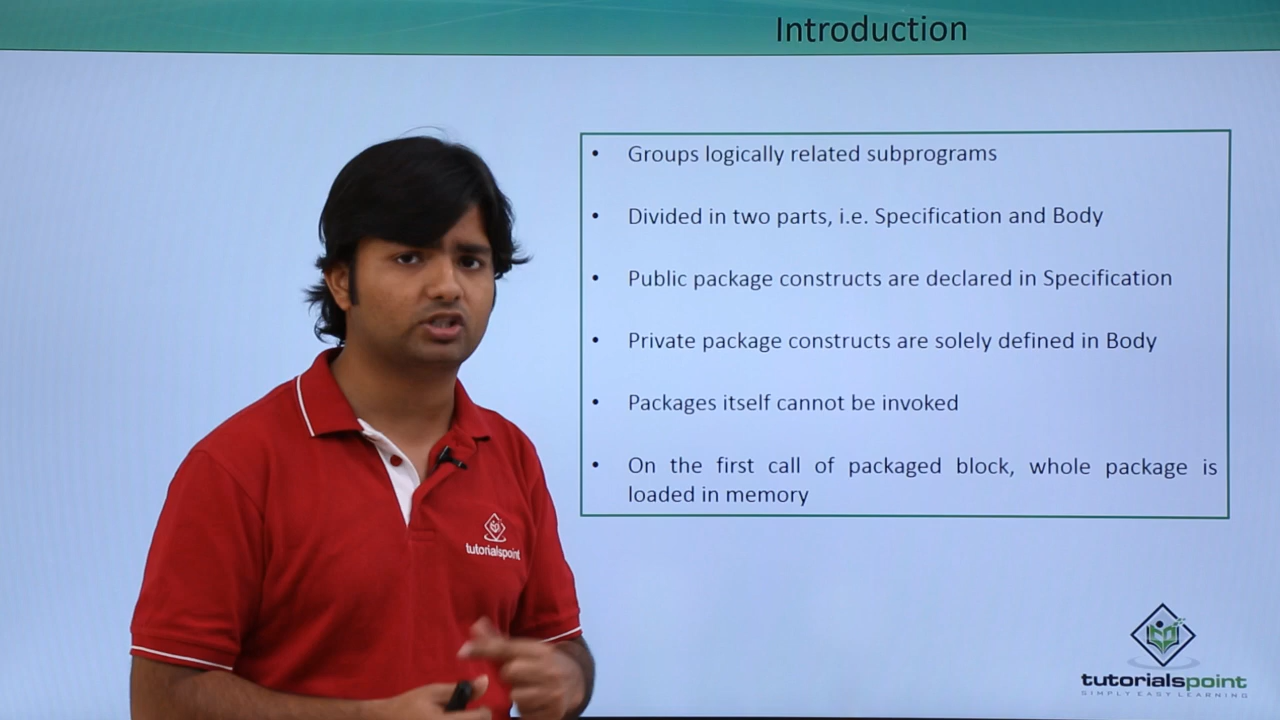 Introduction
• Groups logically related subprograms
• Divided in two parts, i.e. Specification and Body
• Public package constructs are declared in Specification
• Private package constructs are solely defined in Body
• Packages itself cannot be invoked
• On the first call of packaged block, whole package is
loaded in memory
tutorialspoint
tutorialspoint
SIMPLY EASY LEARNING